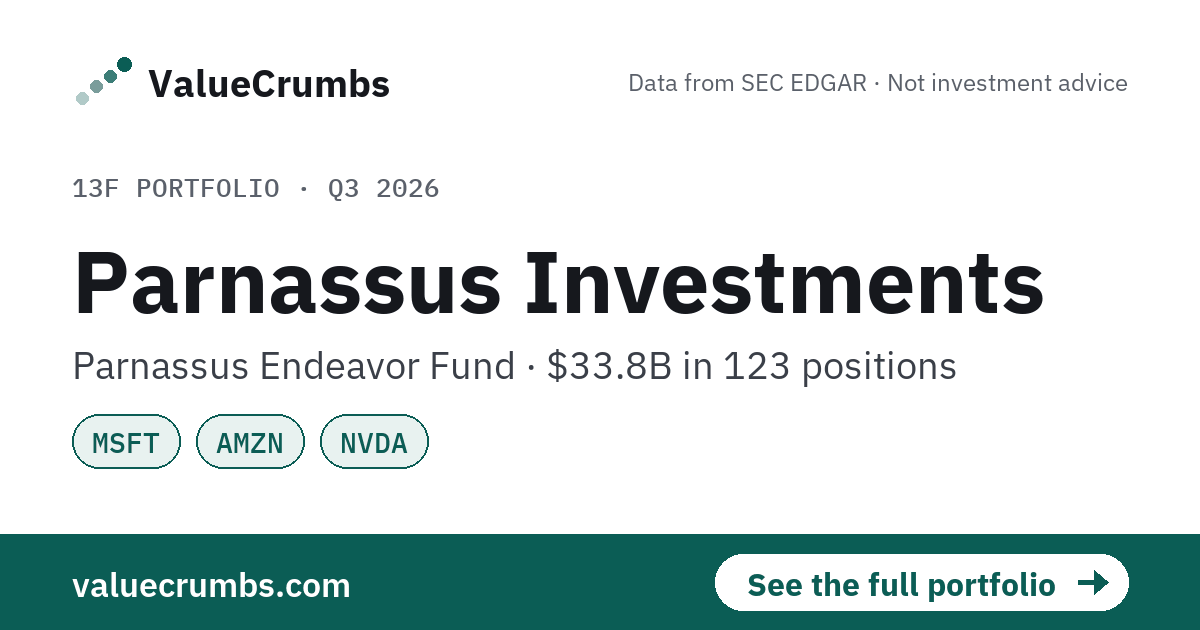 ValueCrumbs
Data from SEC EDGAR · Not investment advice
13F PORTFOLIO · Q3 2026
Parnassus Investments
Parnassus Endeavor Fund · $33.8B in 123 positions
MSFT AMZN NVDA
valuecrumbs.com
See the full portfolio →